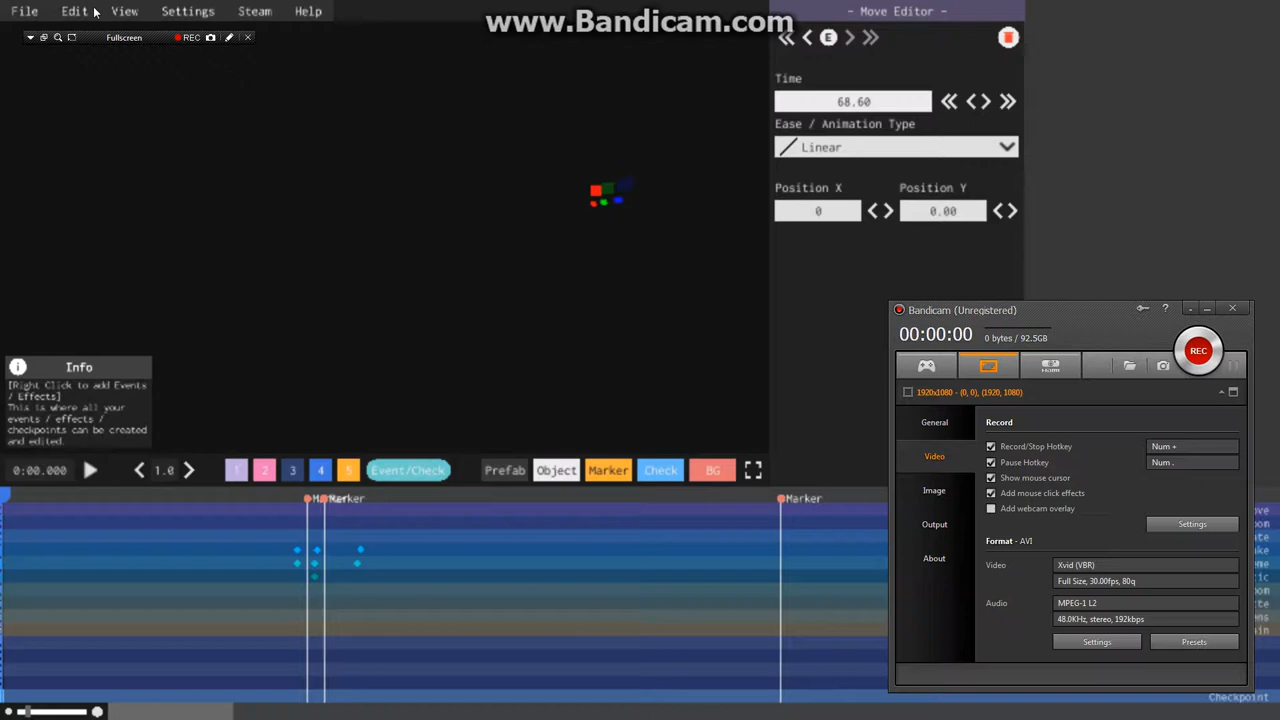 File Edit View Settings Steam Help
www.Bandicam.com
- Move Editor -
Fullscreen REC
E
Time
68.60
Ease / Animation Type
Linear
Position X Position Y
0 0.00
Bandicam (Unregistered)
00:00:00 0 bytes / 92.5GB
REC
HDMI
1920x1080 - (0, 0), (1920, 1080)
General
Video
Image
Output
About
Record
Record/Stop Hotkey Num +
Pause Hotkey Num .
Show mouse cursor
Add mouse click effects
Add webcam overlay
Settings
Format - AVI
Video Xvid (VBR)
Full Size, 30.00fps, 80q
Audio MPEG-1 L2
48.0KHz, stereo, 192kbps
Settings Presets
Info
[Right Click to add Events
/ Effects]
This is where all your
events / effects /
checkpoints can be created
and edited.
0:00.000 1.0 1 2 3 4 5 Event/Check Prefab Object Marker Check BG
Marker Marker
Checkpoint